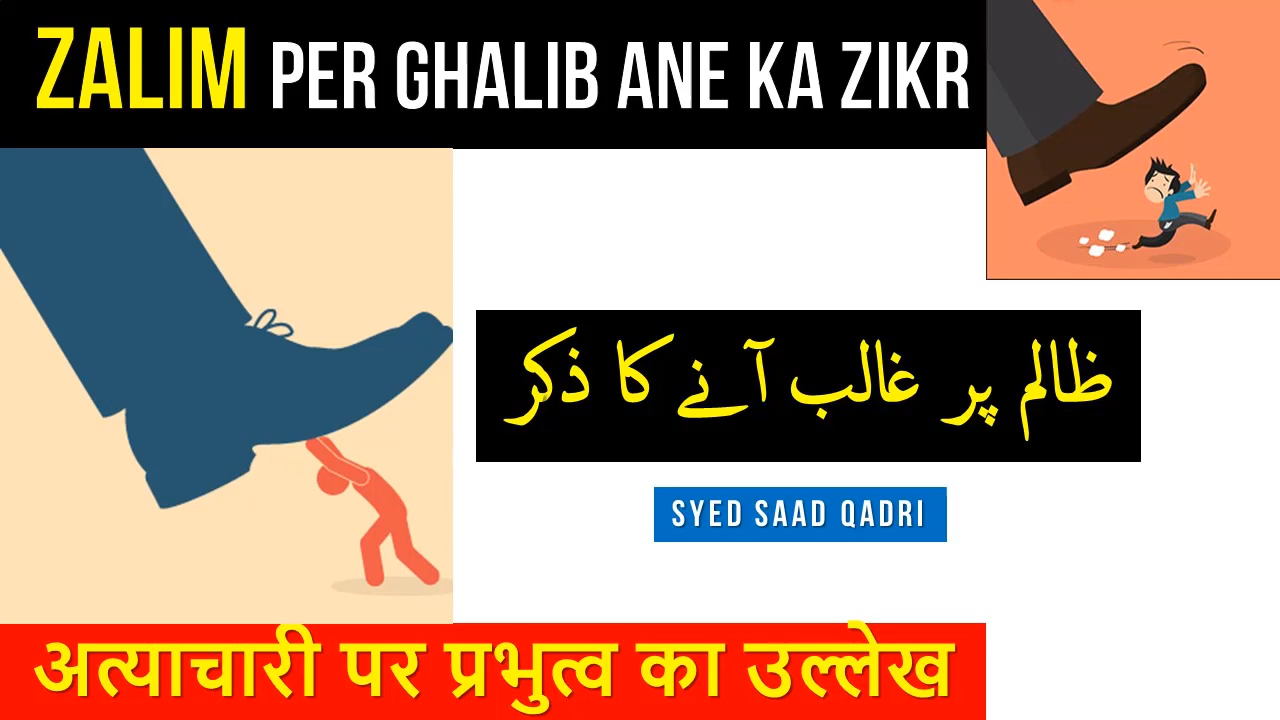 ZALIM PER GHALIB ANE KA ZIKR
ظالم پر غالب آنے کا ذکر
SYED SAAD QADRI
अत्याचारी पर प्रभुत्व का उल्लेख